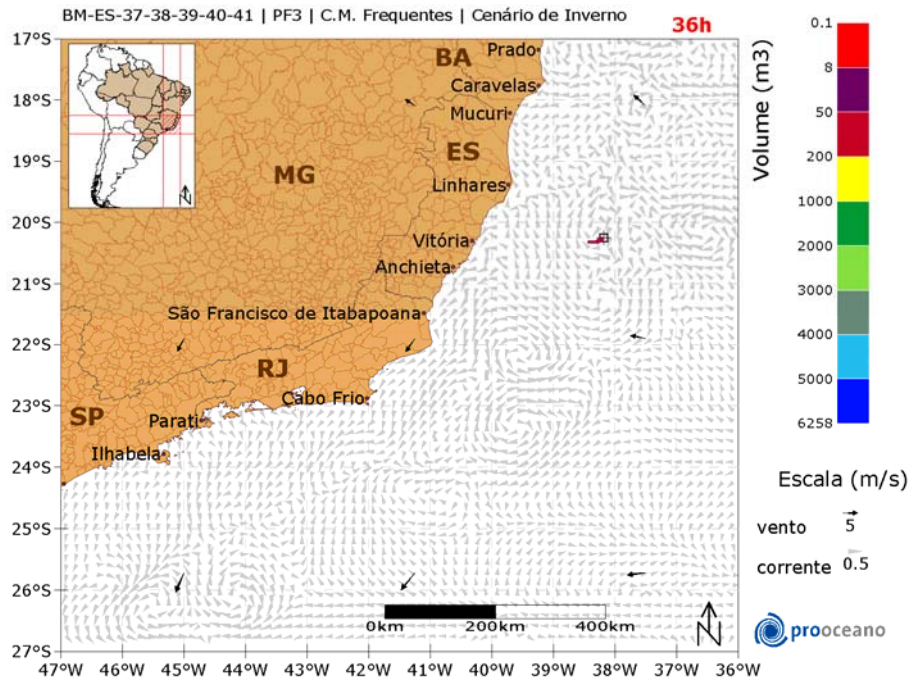 BM-ES-37-38-39-40-41 | PF3 | C.M. Frequentes | Cenário de Inverno
36h
17°S
18°S
19°S
20°S
21°S
22°S
23°S
24°S
25°S
26°S
27°S
47°W
46°W
45°W
44°W
43°W
42°W
41°W
40°W
39°W
38°W
37°W
36°W
N
BA
Prado
Caravelas
Mucuri
ES
MG
Linhares
Vitória
Anchieta
São Francisco de Itabapoana
RJ
Cabo Frio
SP
Parati
Ilhabela
0km
200km
400km
N
Volume (m3)
0.1
8
50
200
1000
2000
3000
4000
5000
6258
Escala (m/s)
vento 5
corrente 0.5
prooceano